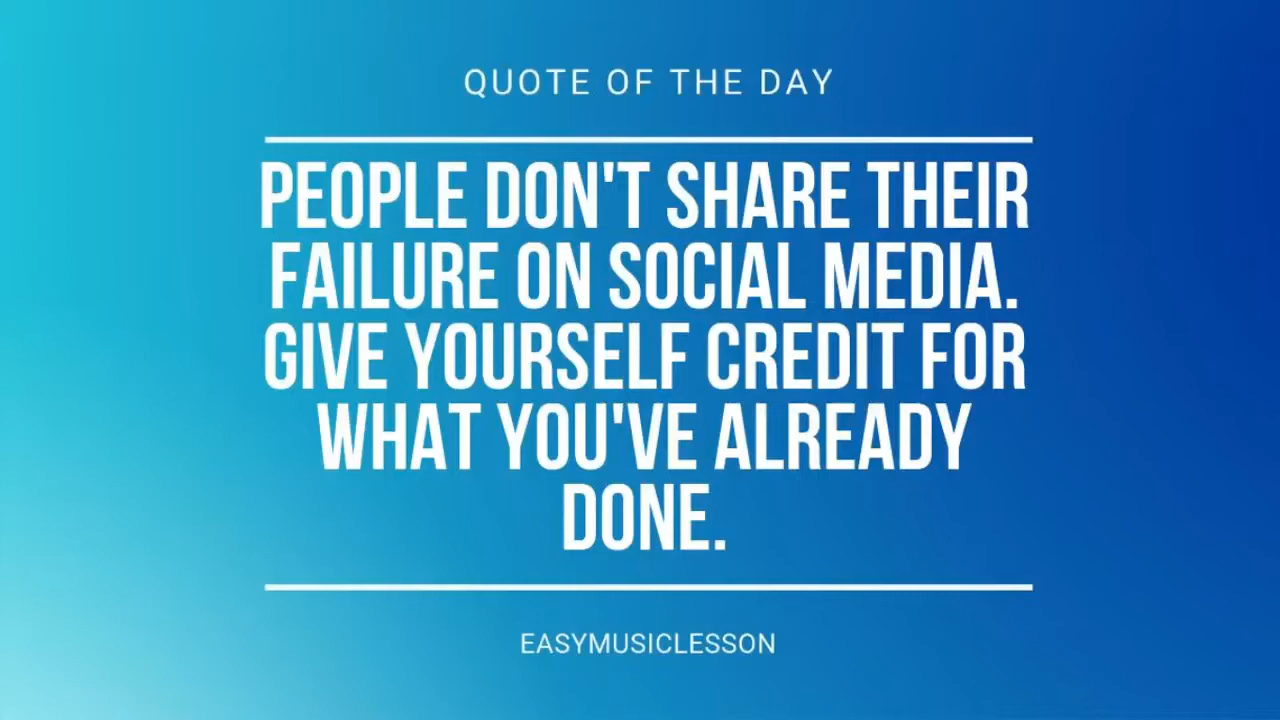 QUOTE OF THE DAY
PEOPLE DON'T SHARE THEIR
FAILURE ON SOCIAL MEDIA.
GIVE YOURSELF CREDIT FOR
WHAT YOU'VE ALREADY
DONE.
EASYMUSICLESSON